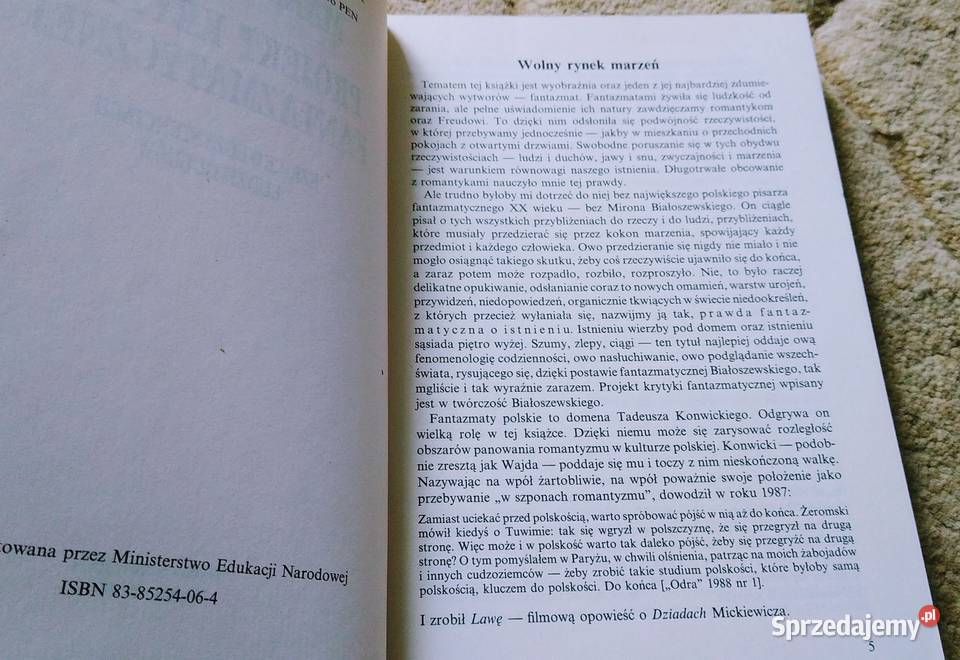 PEN
towana przez Ministerstwo Edukacji Narodowej
ISBN 83-85254-06-4
Wolny rynek marzeń
Tematem tej książki jest wyobraźnia oraz jeden z jej najbardziej zdumie-
wających wytworów — fantazmat. Fantazmatami żywiła się ludzkość od
zarania, ale pełne uświadomienie ich natury zawdzięczamy romantykom
oraz Freudowi. To dzięki nim odsłoniła się podwójność rzeczywistości,
w której przebywamy jednocześnie — jakby w mieszkaniu o przechodnich
pokojach z otwartymi drzwiami. Swobodne poruszanie się w tych obydwu
rzeczywistościach — ludzi i duchów, jawy i snu, zwyczajności i marzenia
— jest warunkiem równowagi naszego istnienia. Długotrwałe obcowanie
z romantykami nauczyło mnie tej prawdy.
Ale trudno byłoby mi dotrzeć do niej bez największego polskiego pisarza
fantazmatycznego XX wieku — bez Mirona Białoszewskiego. On ciągle
pisał o tych wszystkich przybliżeniach do rzeczy i do ludzi, przybliżeniach,
które musiały przedzierać się przez kokon marzenia, spowijający każdy
przedmiot i każdego człowieka. Owo przedzieranie się nigdy nie miało i nie
mogło osiągnąć takiego skutku, żeby coś rzeczywiście ujawniło się do końca,
a zaraz potem może rozpadło, rozbiło, rozproszyło. Nie, to było raczej
delikatne opukiwanie, odsłanianie coraz to nowych omamień, warstw urojeń,
przywidzeń, niedopowiedzeń, organicznie tkwiących w świecie niedookreśleń,
z których przecież wyłaniała się, nazwijmy ją tak, prawda fantaz-
matyczna o istnieniu. Istnieniu wierzby pod domem oraz istnieniu
sąsiada piętro wyżej. Szumy, zlepy, ciągi — ten tytuł najlepiej oddaje ową
fenomenologię codzienności, owo nasłuchiwanie, owo podglądanie wszech-
świata, rysującego się, dzięki postawie fantazmatycznej Białoszewskiego, tak
mgliście i tak wyraźnie zarazem. Projekt krytyki fantazmatycznej wpisany
jest w twórczość Białoszewskiego.
Fantazmaty polskie to domena Tadeusza Konwickiego. Odgrywa on
wielką rolę w tej książce. Dzięki niemu może się zarysować rozległość
obszarów panowania romantyzmu w kulturze polskiej. Konwicki — podob-
nie zresztą jak Wajda — poddaje się mu i toczy z nim nieskończoną walkę.
Nazywając na wpół żartobliwie, na wpół poważnie swoje położenie jako
przebywanie „w szponach romantyzmu”, dowodził w roku 1987:
Zamiast uciekać przed polskością, warto spróbować pójść w nią aż do końca. Żeromski
mówił kiedyś o Tuwimie: tak się wgryzł w polszczyznę, że się przegryzł na drugą
stronę. Więc może i w polskość warto tak daleko pójść, żeby się przegryźć na drugą
stronę? O tym pomyślałem w Paryżu, w chwili olśnienia, patrząc na moich żabojadów
i innych cudzoziemców — żeby zrobić takie studium polskości, które byłoby samą
polskością, kluczem do polskości. Do końca [„Odra” 1988 nr 1].
I zrobił Lawę — filmową opowieść o Dziadach Mickiewicza.
5
Sprzedajemy.pl